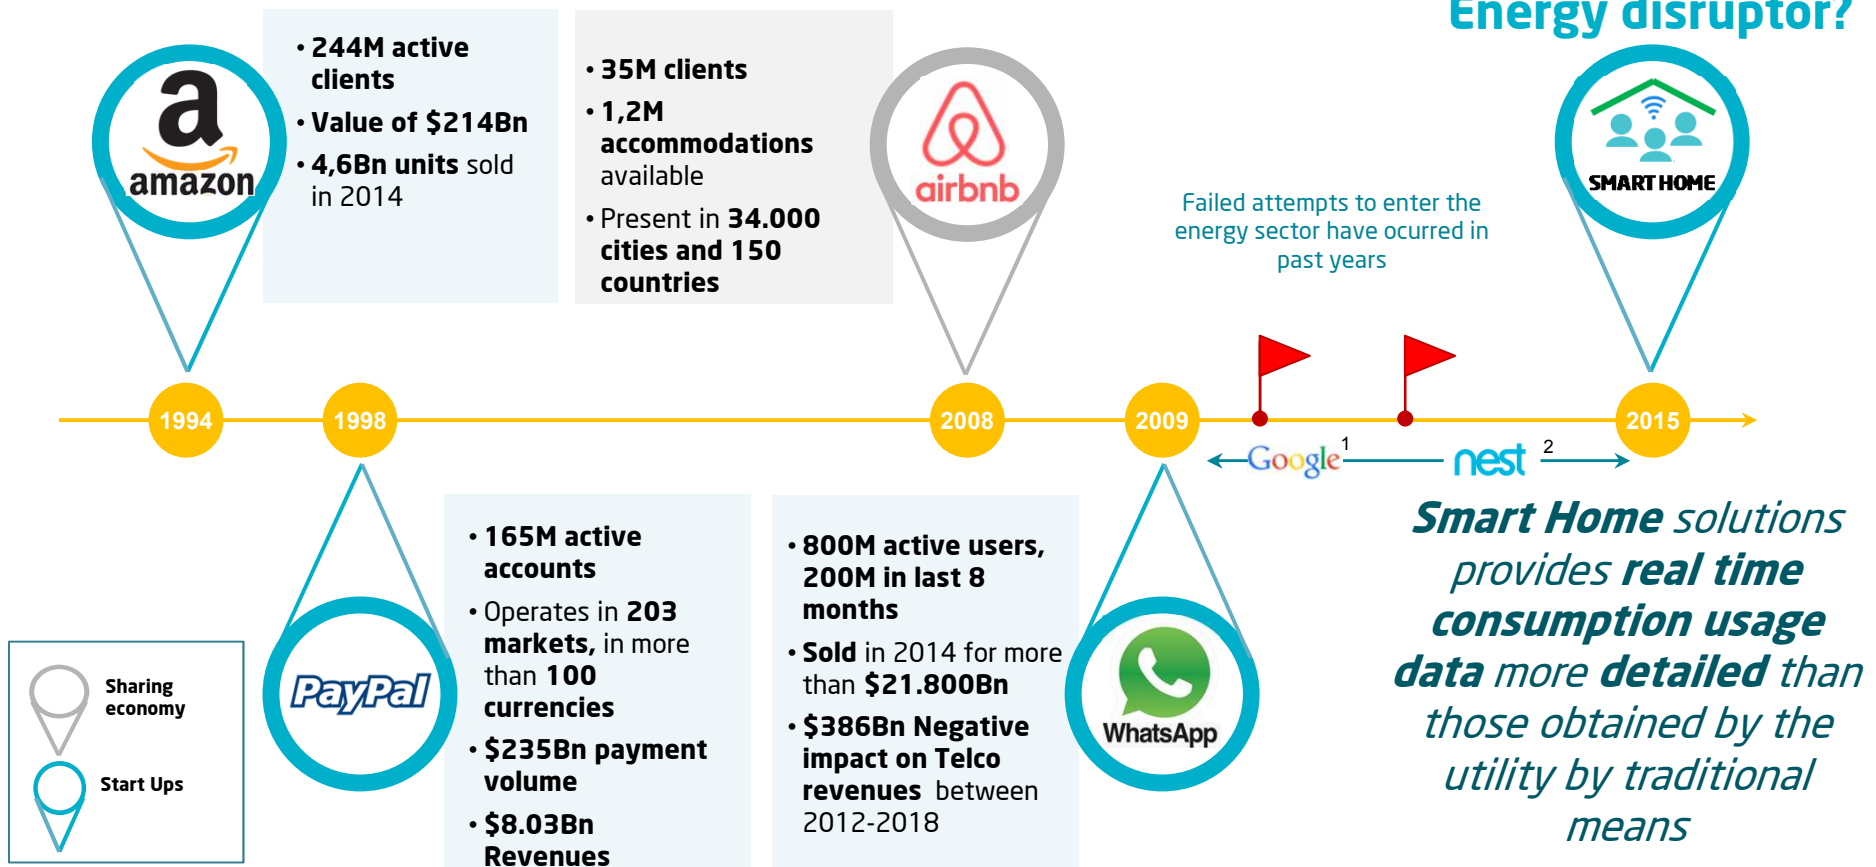 Energy disruptor?
a
amazon
• 244M active
clients
• Value of $214Bn
• 4,6Bn units sold
in 2014
• 35M clients
• 1,2M
accommodations
available
• Present in 34.000
cities and 150
countries
airbnb
Failed attempts to enter the
energy sector have ocurred in
past years
SMART HOME
1994
1998
2008
2009
2015
Google 1
nest 2
Sharing
economy
Start Ups
PayPal
• 165M active
accounts
• Operates in 203
markets, in more
than 100
currencies
• $235Bn payment
volume
• $8.03Bn
Revenues
• 800M active users,
200M in last 8
months
• Sold in 2014 for more
than $21.800Bn
• $386Bn Negative
impact on Telco
revenues between
2012-2018
WhatsApp
Smart Home solutions
provides real time
consumption usage
data more detailed than
those obtained by the
utility by traditional
means